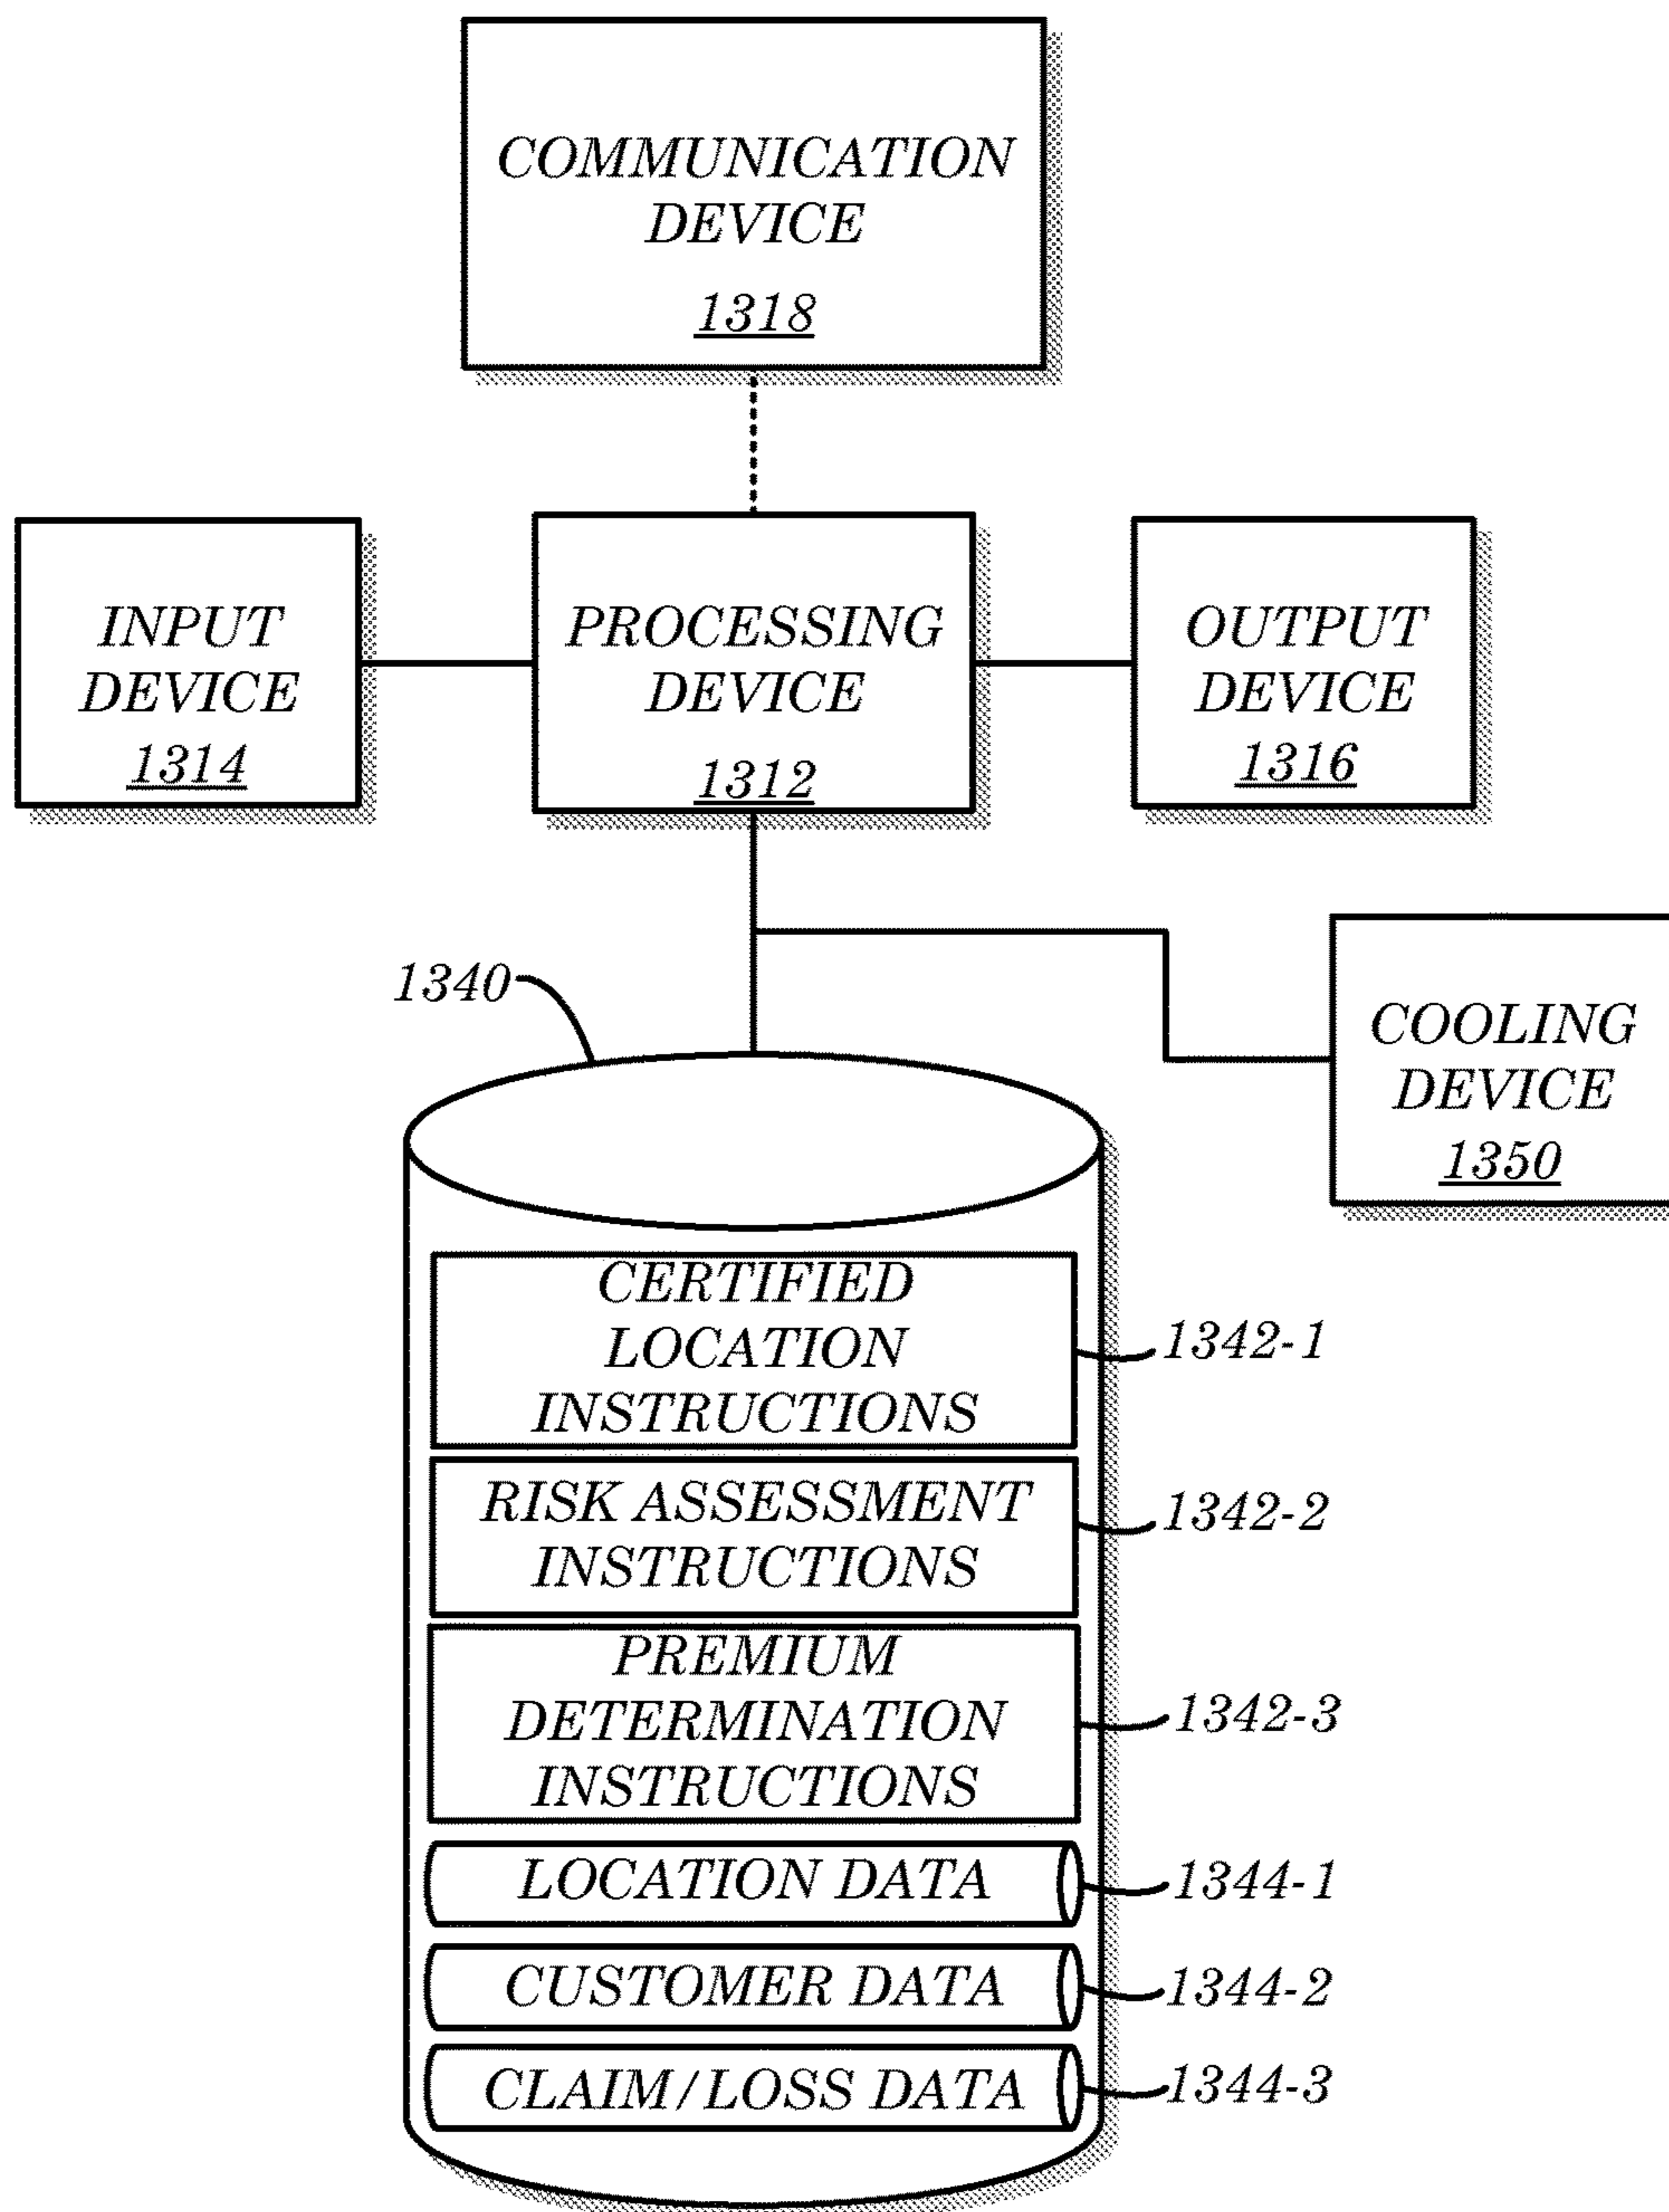 COMMUNICATION
DEVICE
1318
INPUT
DEVICE
1314
PROCESSING
DEVICE
1312
OUTPUT
DEVICE
1316
1340
COOLING
DEVICE
1350
CERTIFIED
LOCATION
INSTRUCTIONS
1342-1
RISK ASSESSMENT
INSTRUCTIONS
1342-2
PREMIUM
DETERMINATION
INSTRUCTIONS
1342-3
LOCATION DATA
1344-1
CUSTOMER DATA
1344-2
CLAIM/LOSS DATA
1344-3